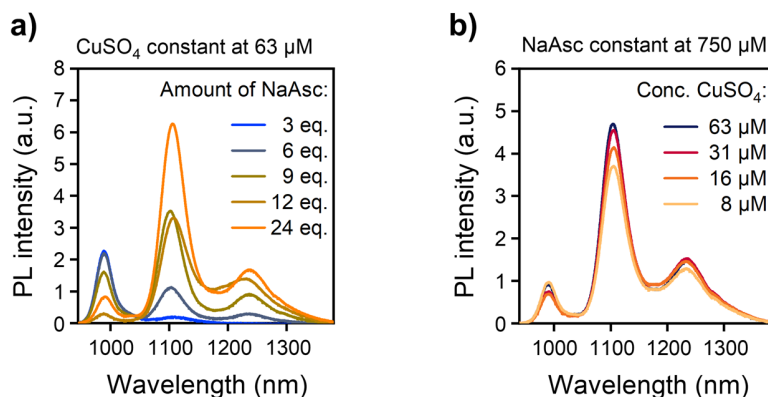 a)
CuSO4 constant at 63 µM
PL intensity (a.u.)
8
7
6
5
4
3
2
1
0
Amount of NaAsc:
3 eq.
6 eq.
9 eq.
12 eq.
24 eq.
1000 1100 1200 1300
Wavelength (nm)
b)
NaAsc constant at 750 µM
PL intensity (a.u.)
6
5
4
3
2
1
0
Conc. CuSO4:
63 µM
31 µM
16 µM
8 µM
1000 1100 1200 1300
Wavelength (nm)